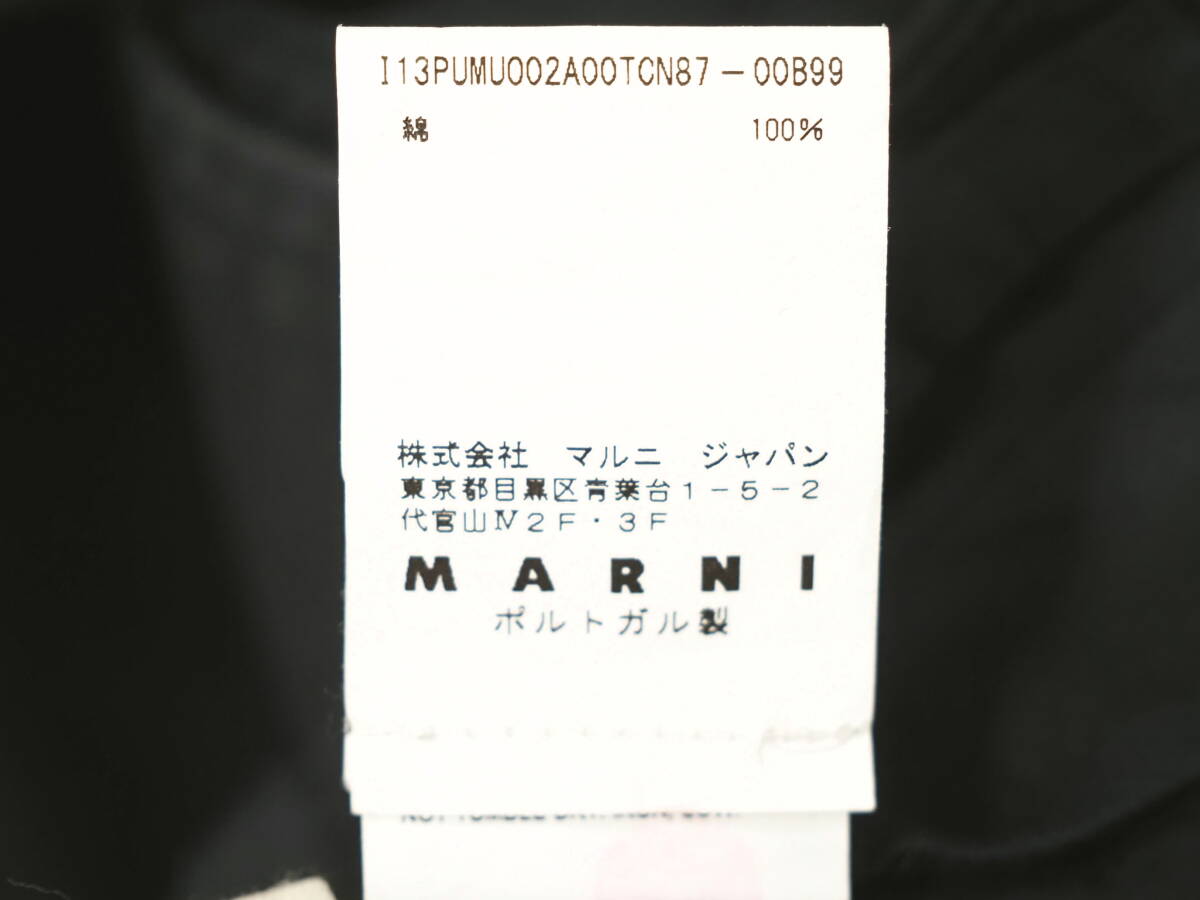 I13PUMU002A00TCN87-00B99
綿 100%
株式会社 マルニ ジャパン
東京都目黒区青葉台1-5-2
代官山Ⅳ2F・3F
MARNI
ポルトガル製